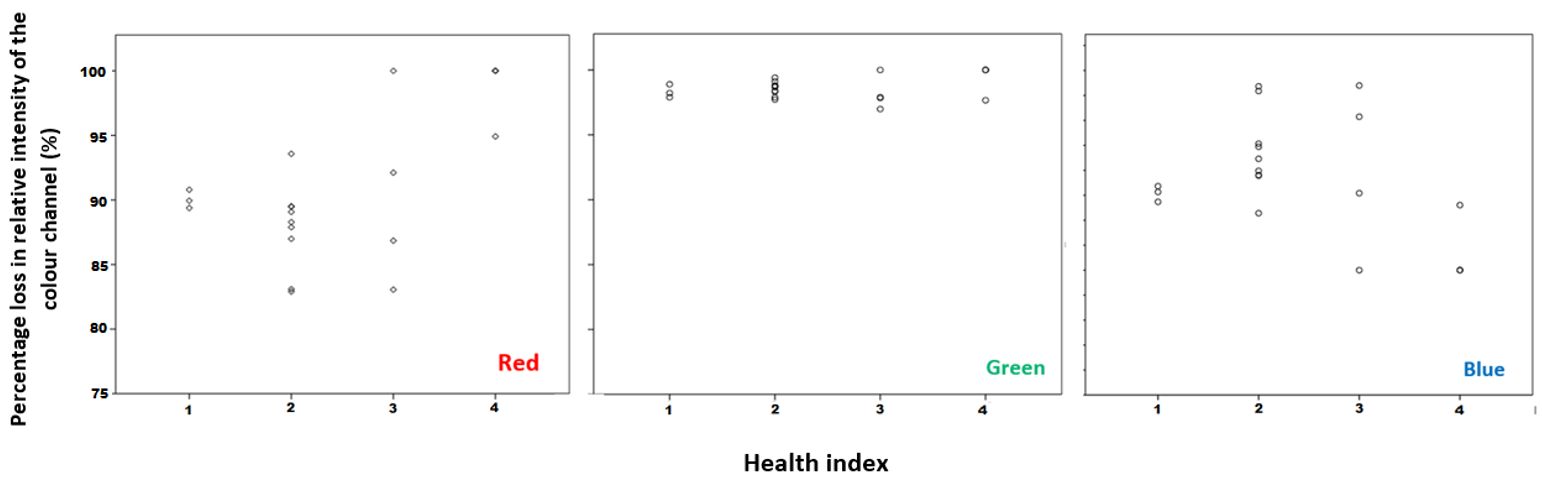 Percentage loss in relative intensity of the
colour channel (%)
100
95
90
85
80
75
1 2 3 4
Red
1 2 3 4
Green
1 2 3 4
Blue
Health index